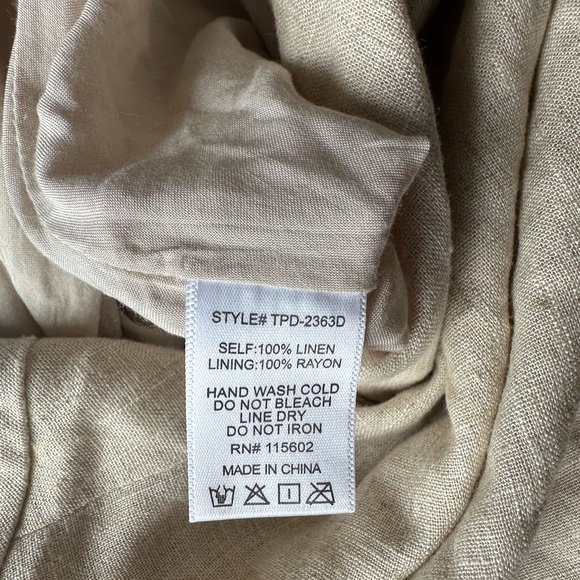 STYLE# TPD-2363D
SELF:100% LINEN
LINING:100% RAYON
HAND WASH COLD
DO NOT BLEACH
LINE DRY
DO NOT IRON
RN# 115602
MADE IN CHINA